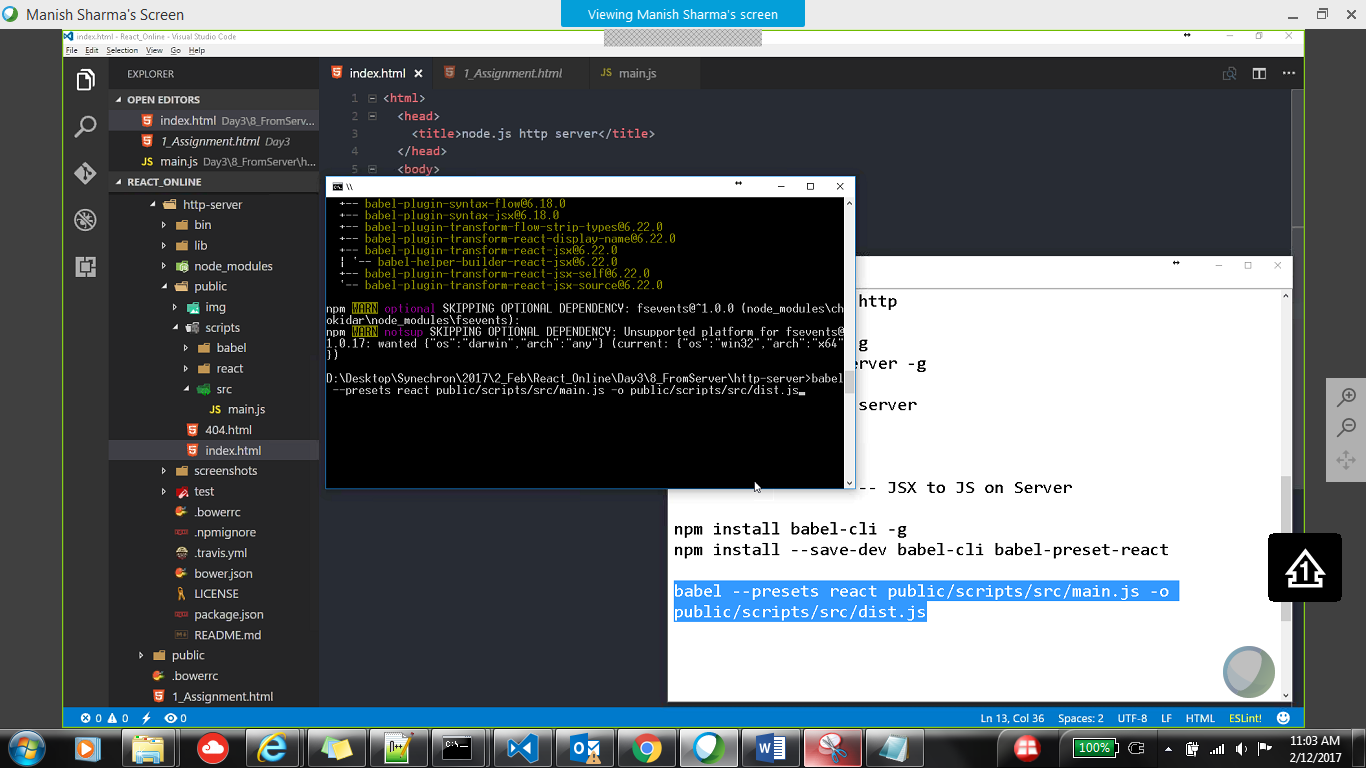 Manish Sharma's Screen
Viewing Manish Sharma's screen
index.html - React_Online - Visual Studio Code
File Edit Selection View Go Help
EXPLORER
OPEN EDITORS
index.html Day3\8_FromServ...
1_Assignment.html Day3
main.js Day3\8_FromServer\h...
REACT_ONLINE
http-server
bin
lib
node_modules
public
img
scripts
babel
react
src
JS main.js
404.html
index.html
screenshots
test
.bowerrc
.npmignore
.travis.yml
bower.json
LICENSE
package.json
README.md
public
.bowerrc
1_Assignment.html
index.html
1_Assignment.html
JS main.js
1 <html>
2 <head>
3 <title>node.js http server</title>
4 </head>
5 <body>
\\
+-- babel-plugin-syntax-flow@6.18.0
+-- babel-plugin-syntax-jsx@6.18.0
+-- babel-plugin-transform-flow-strip-types@6.22.0
+-- babel-plugin-transform-react-display-name@6.22.0
+-- babel-plugin-transform-react-jsx@6.22.0
| '-- babel-helper-builder-react-jsx@6.22.0
+-- babel-plugin-transform-react-jsx-self@6.22.0
'-- babel-plugin-transform-react-jsx-source@6.22.0
npm WARN optional SKIPPING OPTIONAL DEPENDENCY: fsevents@^1.0.0 (node_modules\ch
okidar\node_modules\fsevents):
npm WARN notsup SKIPPING OPTIONAL DEPENDENCY: Unsupported platform for fsevents@
1.0.17: wanted {"os":"darwin","arch":"any"} (current: {"os":"win32","arch":"x64"
})
D:\Desktop\Synechron\2017\2_Feb\React_Online\Day3\8_FromServer\http-server>babel
--presets react public/scripts/src/main.js -o public/scripts/src/dist.js
http
g
erver -g
server
-- JSX to JS on Server
npm install babel-cli -g
npm install --save-dev babel-cli babel-preset-react
babel --presets react public/scripts/src/main.js -o
public/scripts/src/dist.js
0 0 0
Ln 13, Col 36 Spaces: 2 UTF-8 LF HTML ESLint!
100%
11:03 AM
2/12/2017